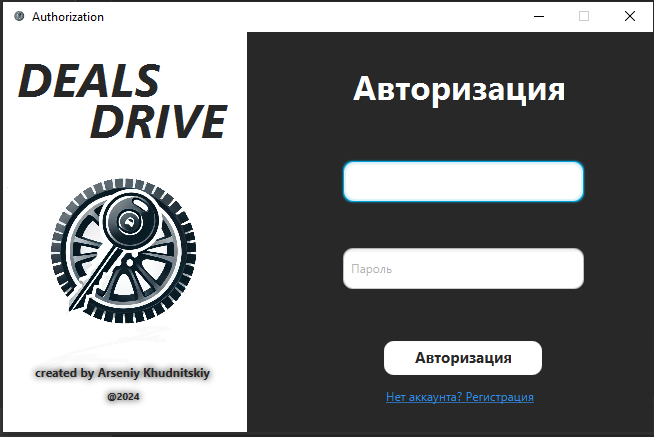 Authorization
DEALS
DRIVE
D
created by Arseniy Khudnitskiy
@2024
Авторизация
Пароль
Авторизация
Нет аккаунта? Регистрация